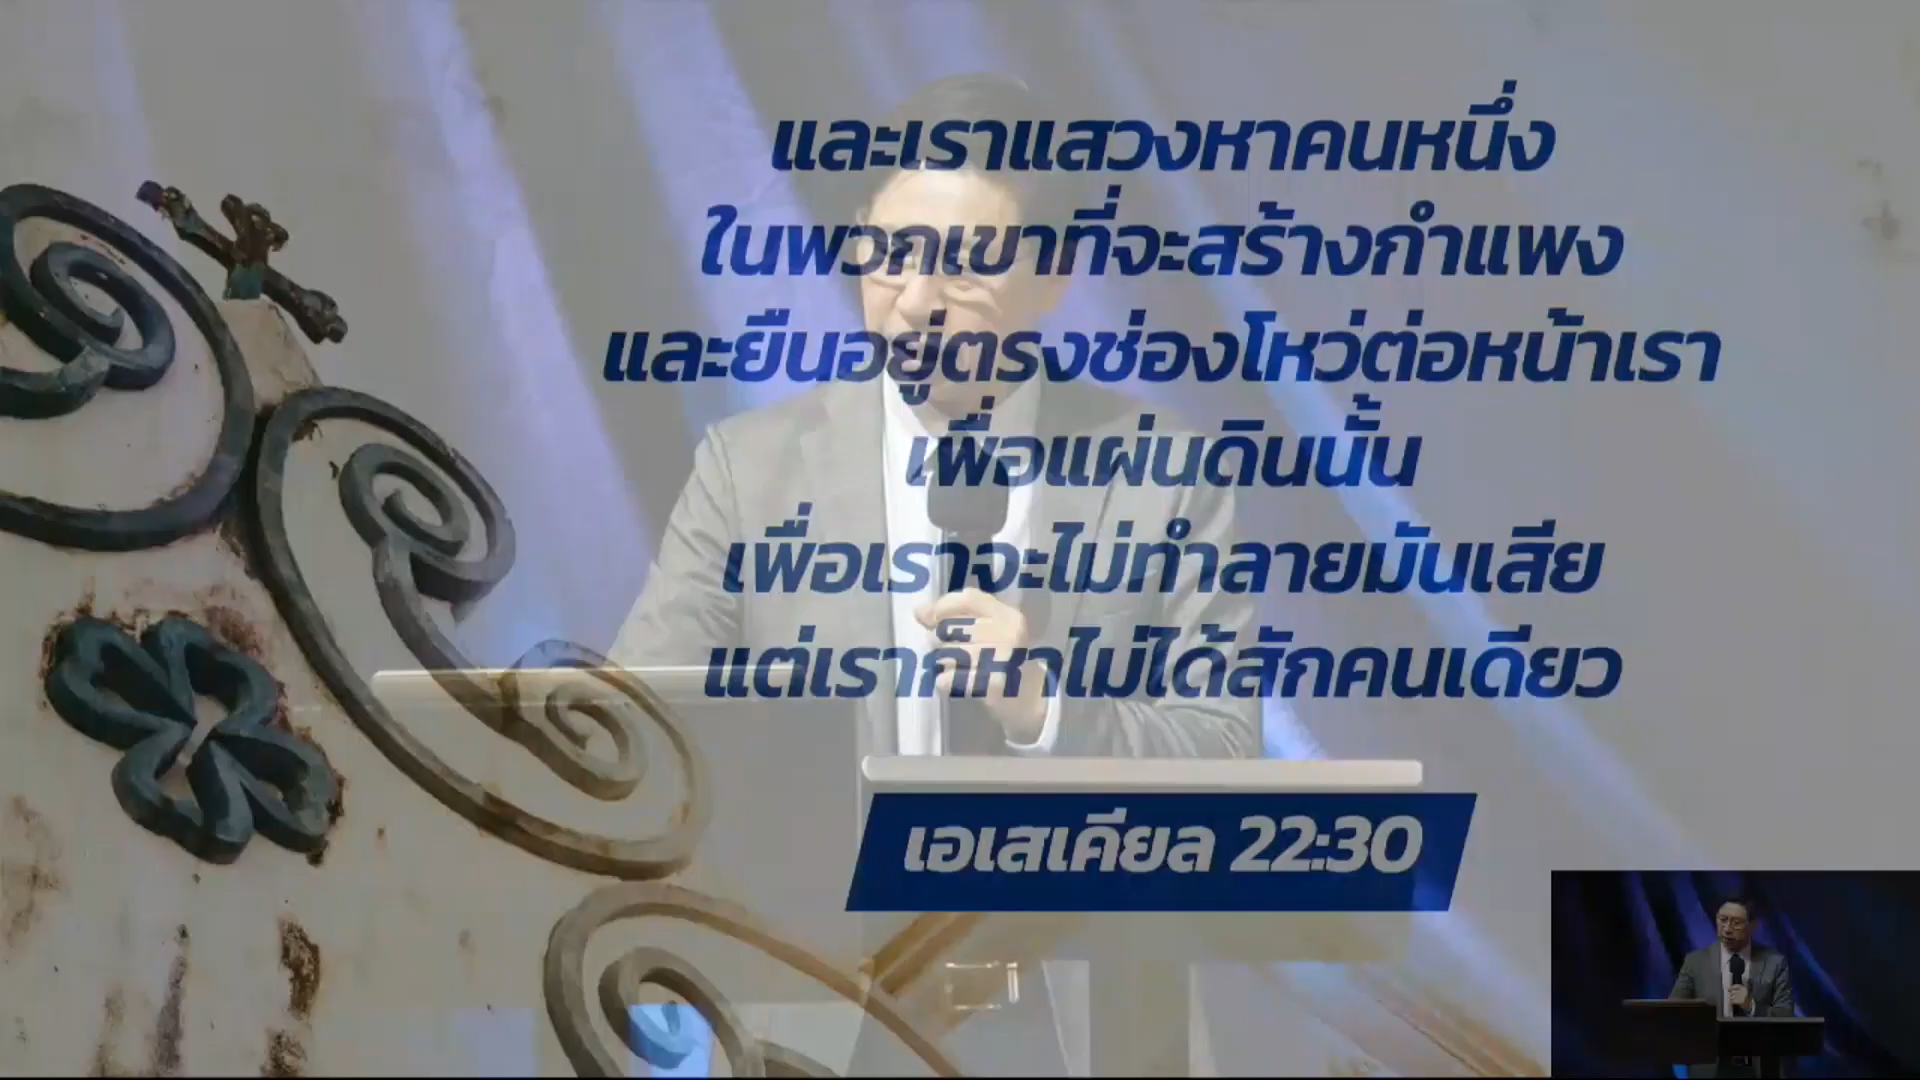 และเราแสวงหาคนหนึ่ง
ในพวกเขาที่จะสร้างกำแพง
และยืนอยู่ตรงช่องโหว่ต่อหน้าเรา
เพื่อแผ่นดินนั้น
เพื่อเราจะไม่ทำลายมันเสีย
แต่เราก็หาไม่ได้สักคนเดียว
เอเสเคียล 22:30